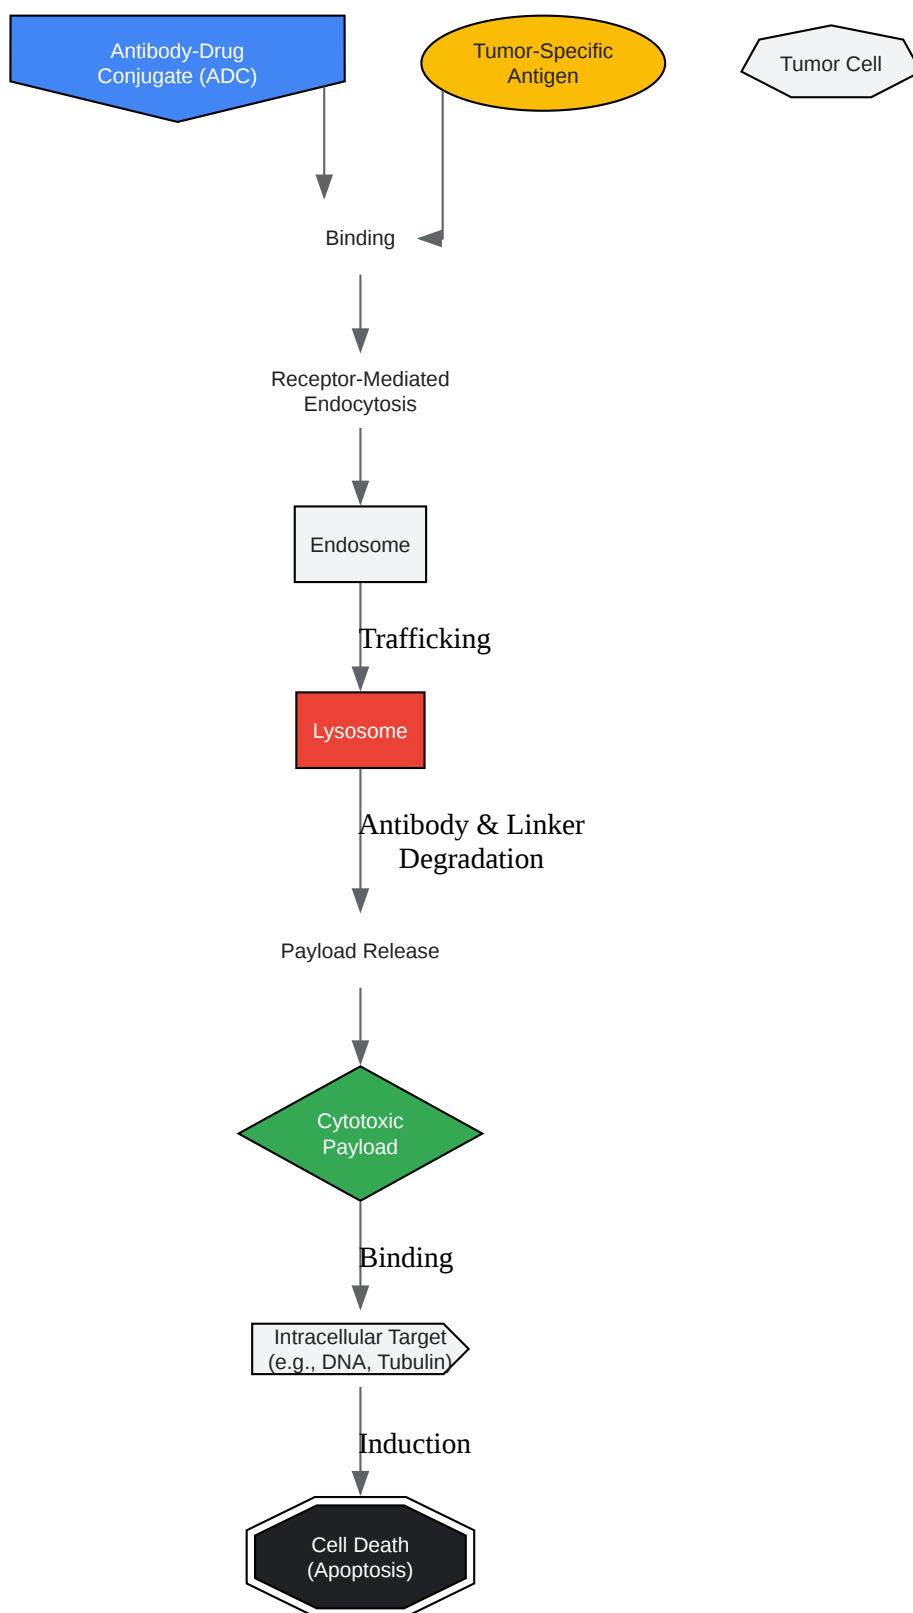 Antibody-Drug
Conjugate (ADC)
Tumor-Specific
Antigen
Tumor Cell
Binding
Receptor-Mediated
Endocytosis
Endosome
Trafficking
Lysosome
Antibody & Linker
Degradation
Payload Release
Cytotoxic
Payload
Binding
Intracellular Target
(e.g., DNA, Tubulin)
Induction
Cell Death
(Apoptosis)